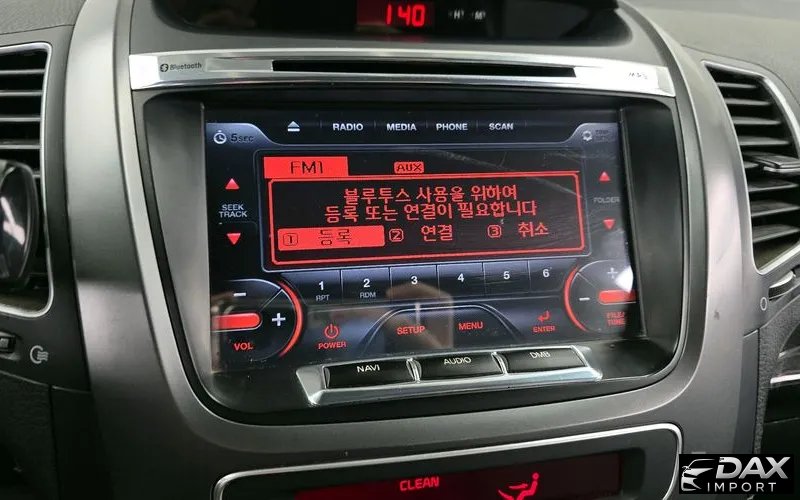 140
Bluetooth
5SEC
RADIO MEDIA PHONE SCAN
FM1 AUX
블루투스 사용을 위하여
등록 또는 연결이 필요합니다
1 등록 2 연결 3 취소
SEEK
TRACK
FOLDER
1 2 3 4 5 6
RPT RDM
− + VOL
POWER SETUP MENU ENTER
− +
FILE/
TUNE
NAVI AUDIO DMB
CLEAN
DAX
IMPORT